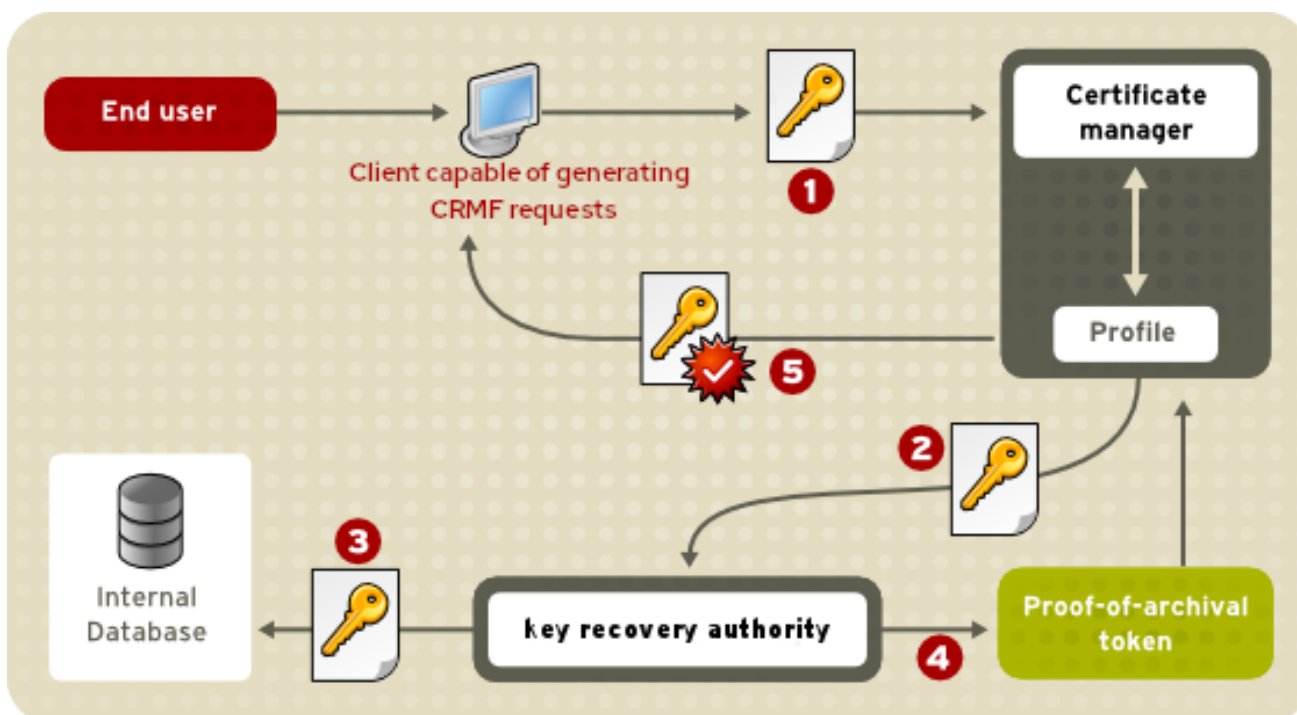 End user
Client capable of generating
CRMF requests
1
Certificate
manager
Profile
5
2
3
Internal
Database
key recovery authority
4
Proof-of-archival
token